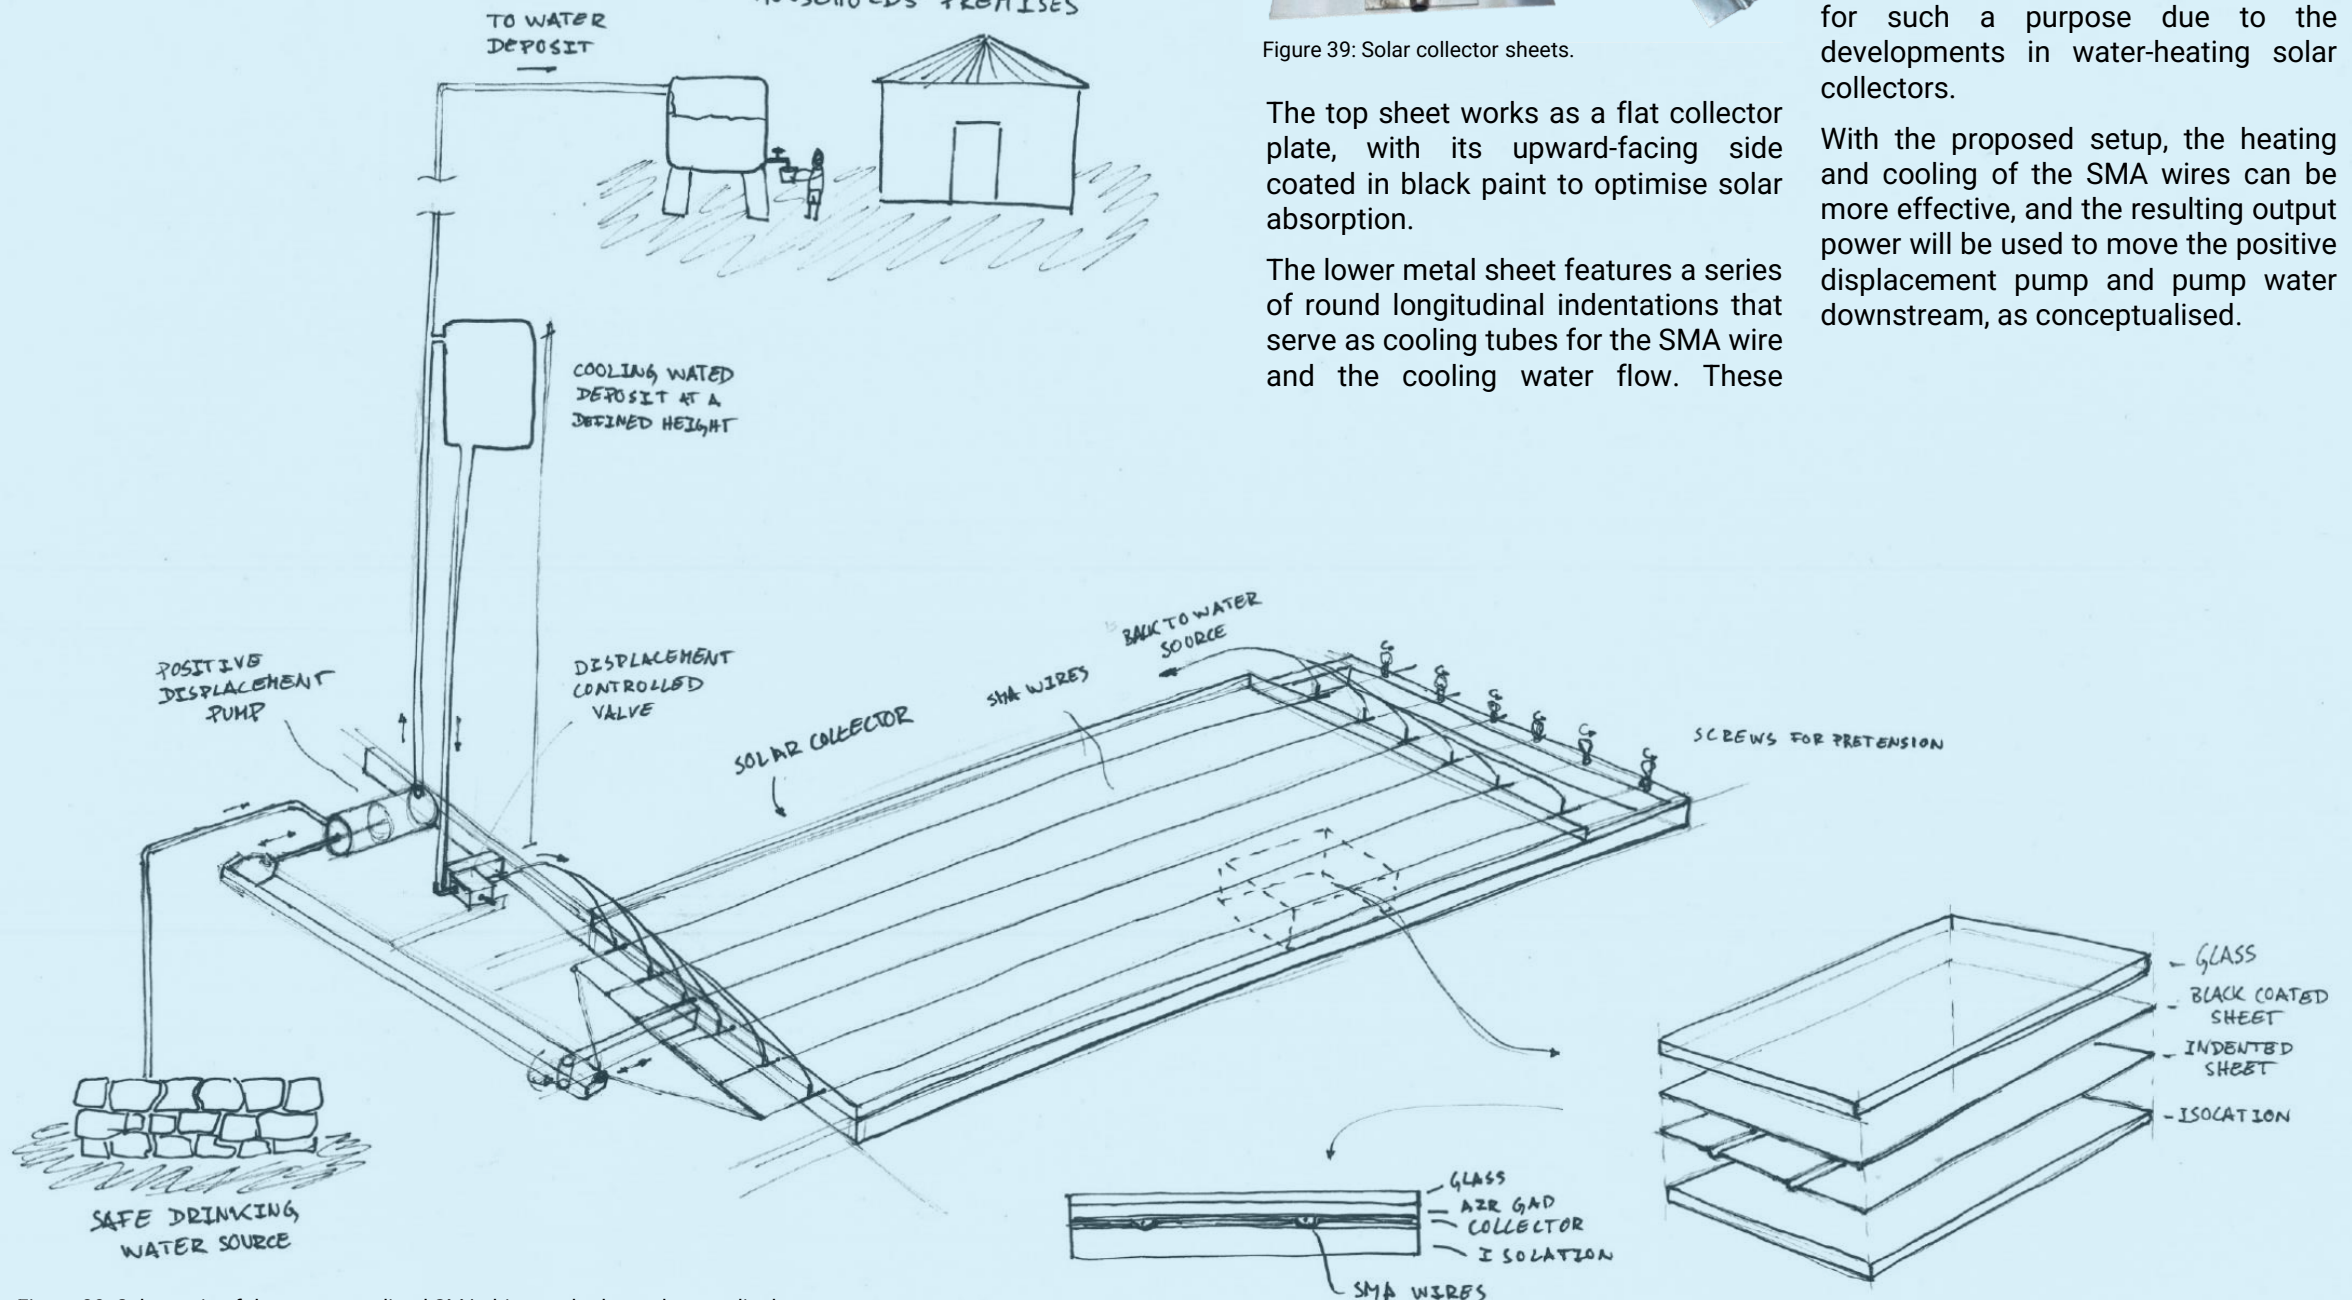 HOUSEHOLDS PREMISES
TO WATER
DEPOSIT
COOLING WATED
DEPOSIT AT A
DEFINED HEIGHT
POSITIVE
DISPLACEMENT
PUMP
DISPLACEMENT
CONTROLLED
VALVE
SOLAR COLLECTOR
SMA WIRES
BACK TO WATER
SOURCE
SCREWS FOR PRETENSION
SAFE DRINKING
WATER SOURCE
GLASS
AIR GAD
COLLECTOR
ISOLATION
SMA WIRES
GLASS
BLACK COATED
SHEET
INDENTED
SHEET
ISOLATION
Figure 39: Solar collector sheets.
The top sheet works as a flat collector
plate, with its upward-facing side
coated in black paint to optimise solar
absorption.
The lower metal sheet features a series
of round longitudinal indentations that
serve as cooling tubes for the SMA wire
and the cooling water flow. These
for such a purpose due to the
developments in water-heating solar
collectors.
With the proposed setup, the heating
and cooling of the SMA wires can be
more effective, and the resulting output
power will be used to move the positive
displacement pump and pump water
downstream, as conceptualised.